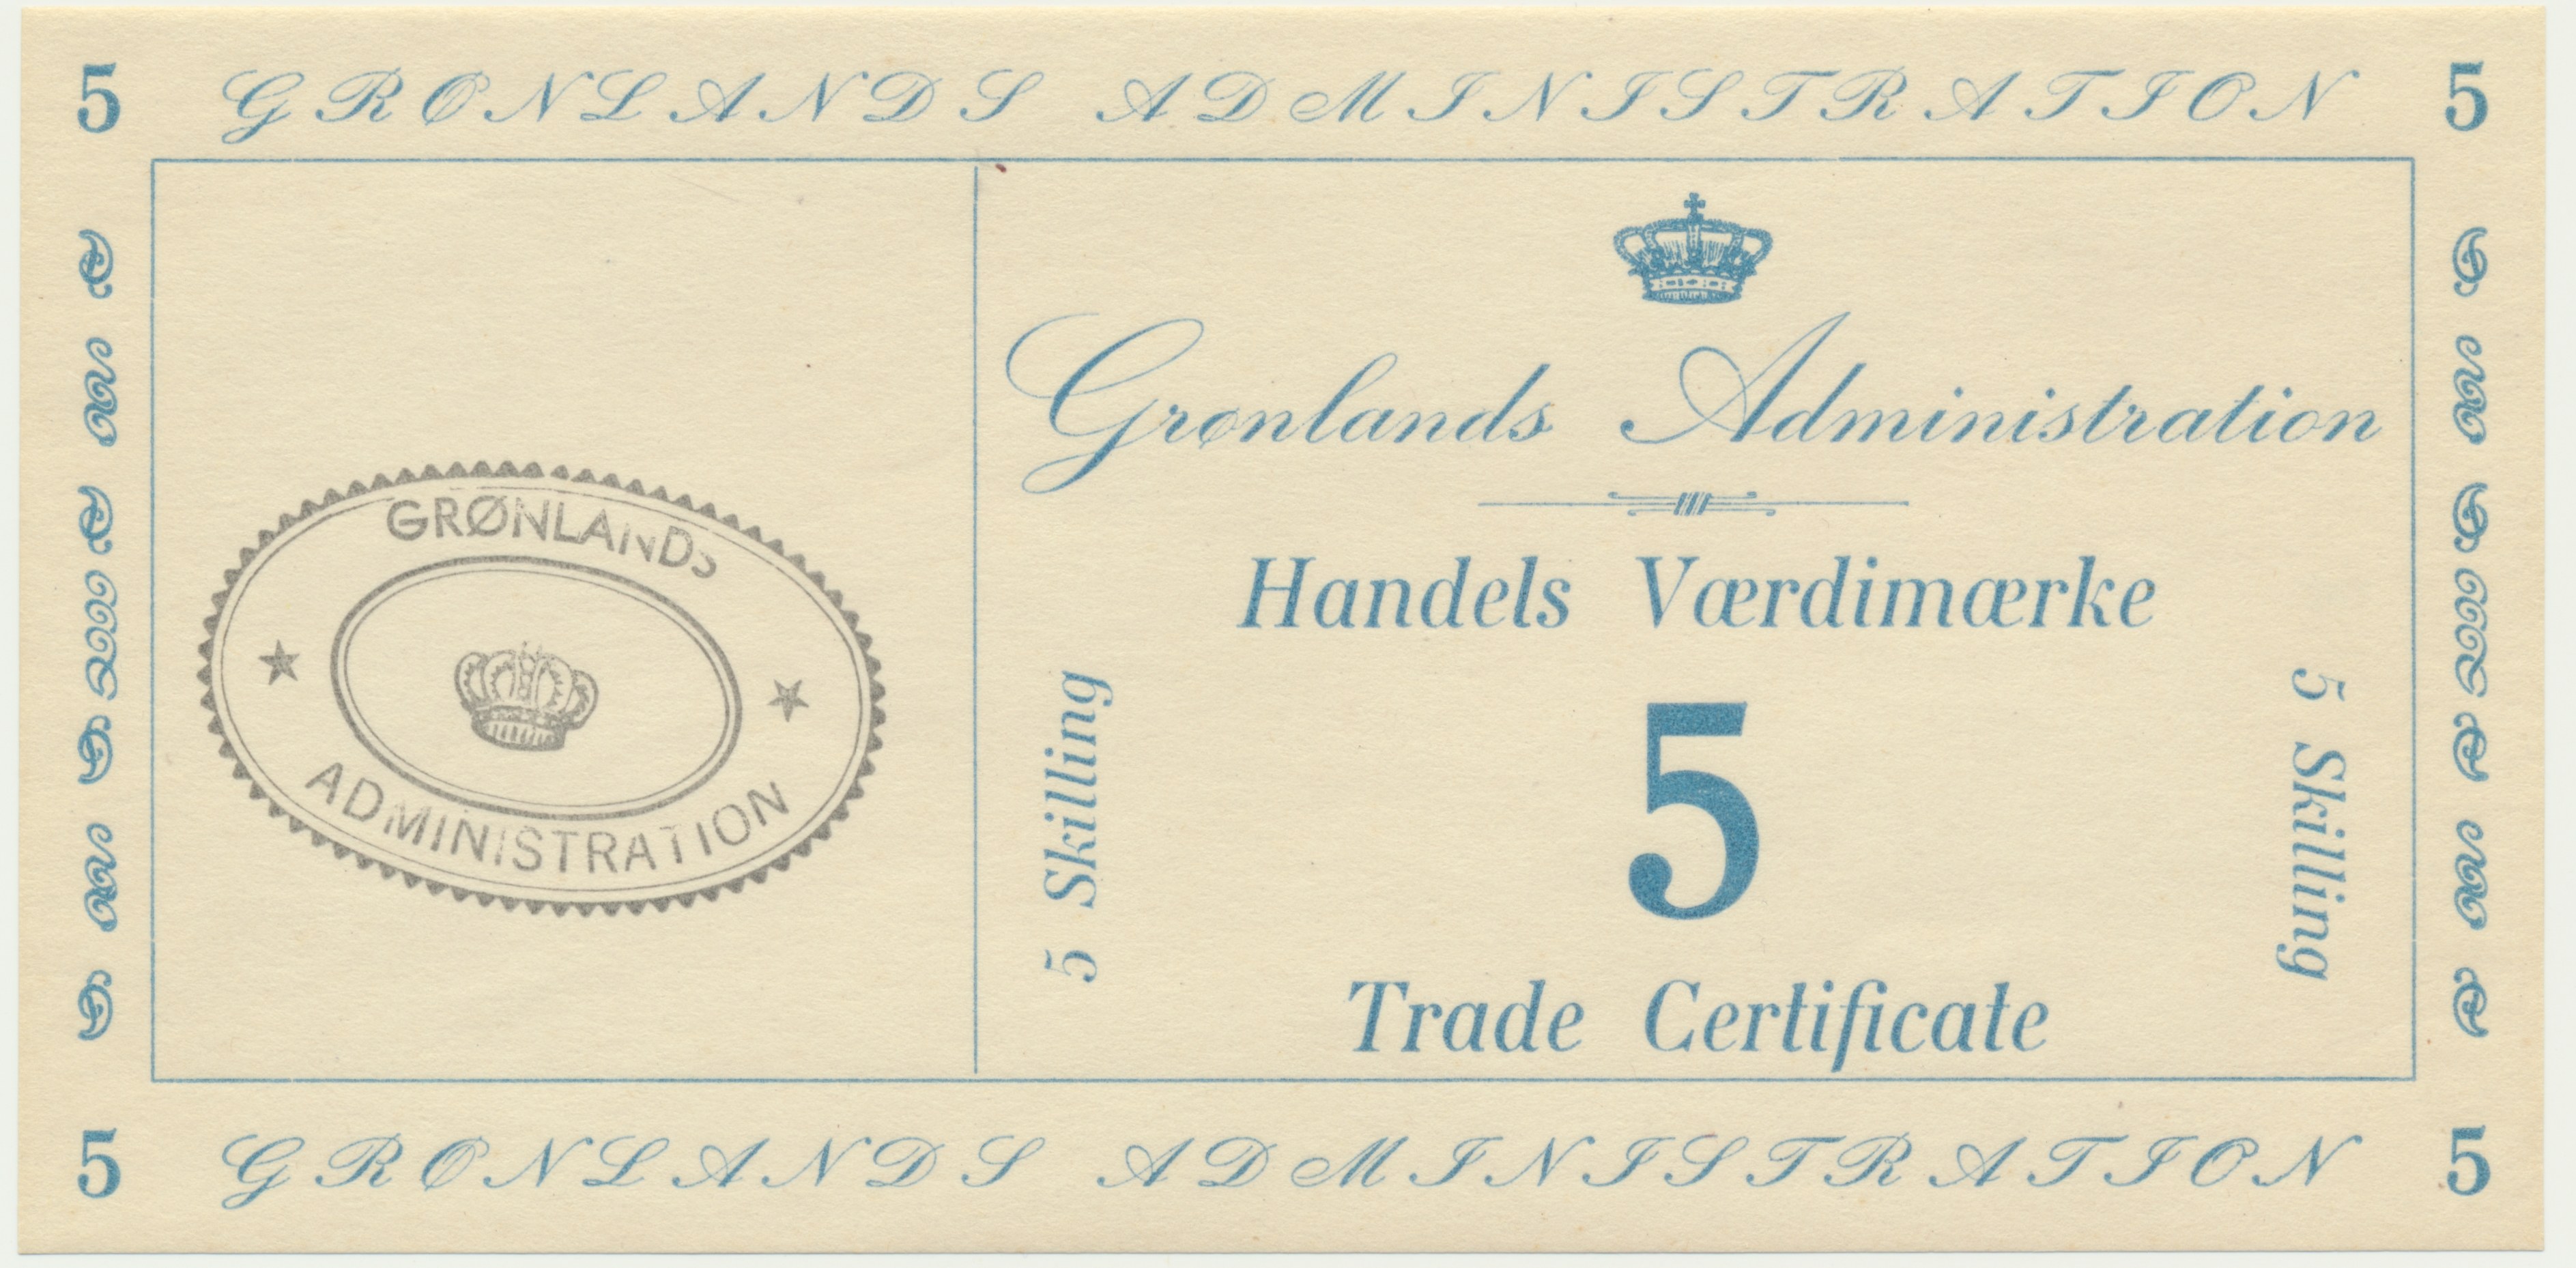 5 GRØNLANDS ADMINISTRATION 5
GRØNLANDS
ADMINISTRATION
Grønlands Administration
Handels Værdimærke
5 Skilling
5
5 Skilling
Trade Certificate
5 GRØNLANDS ADMINISTRATION 5